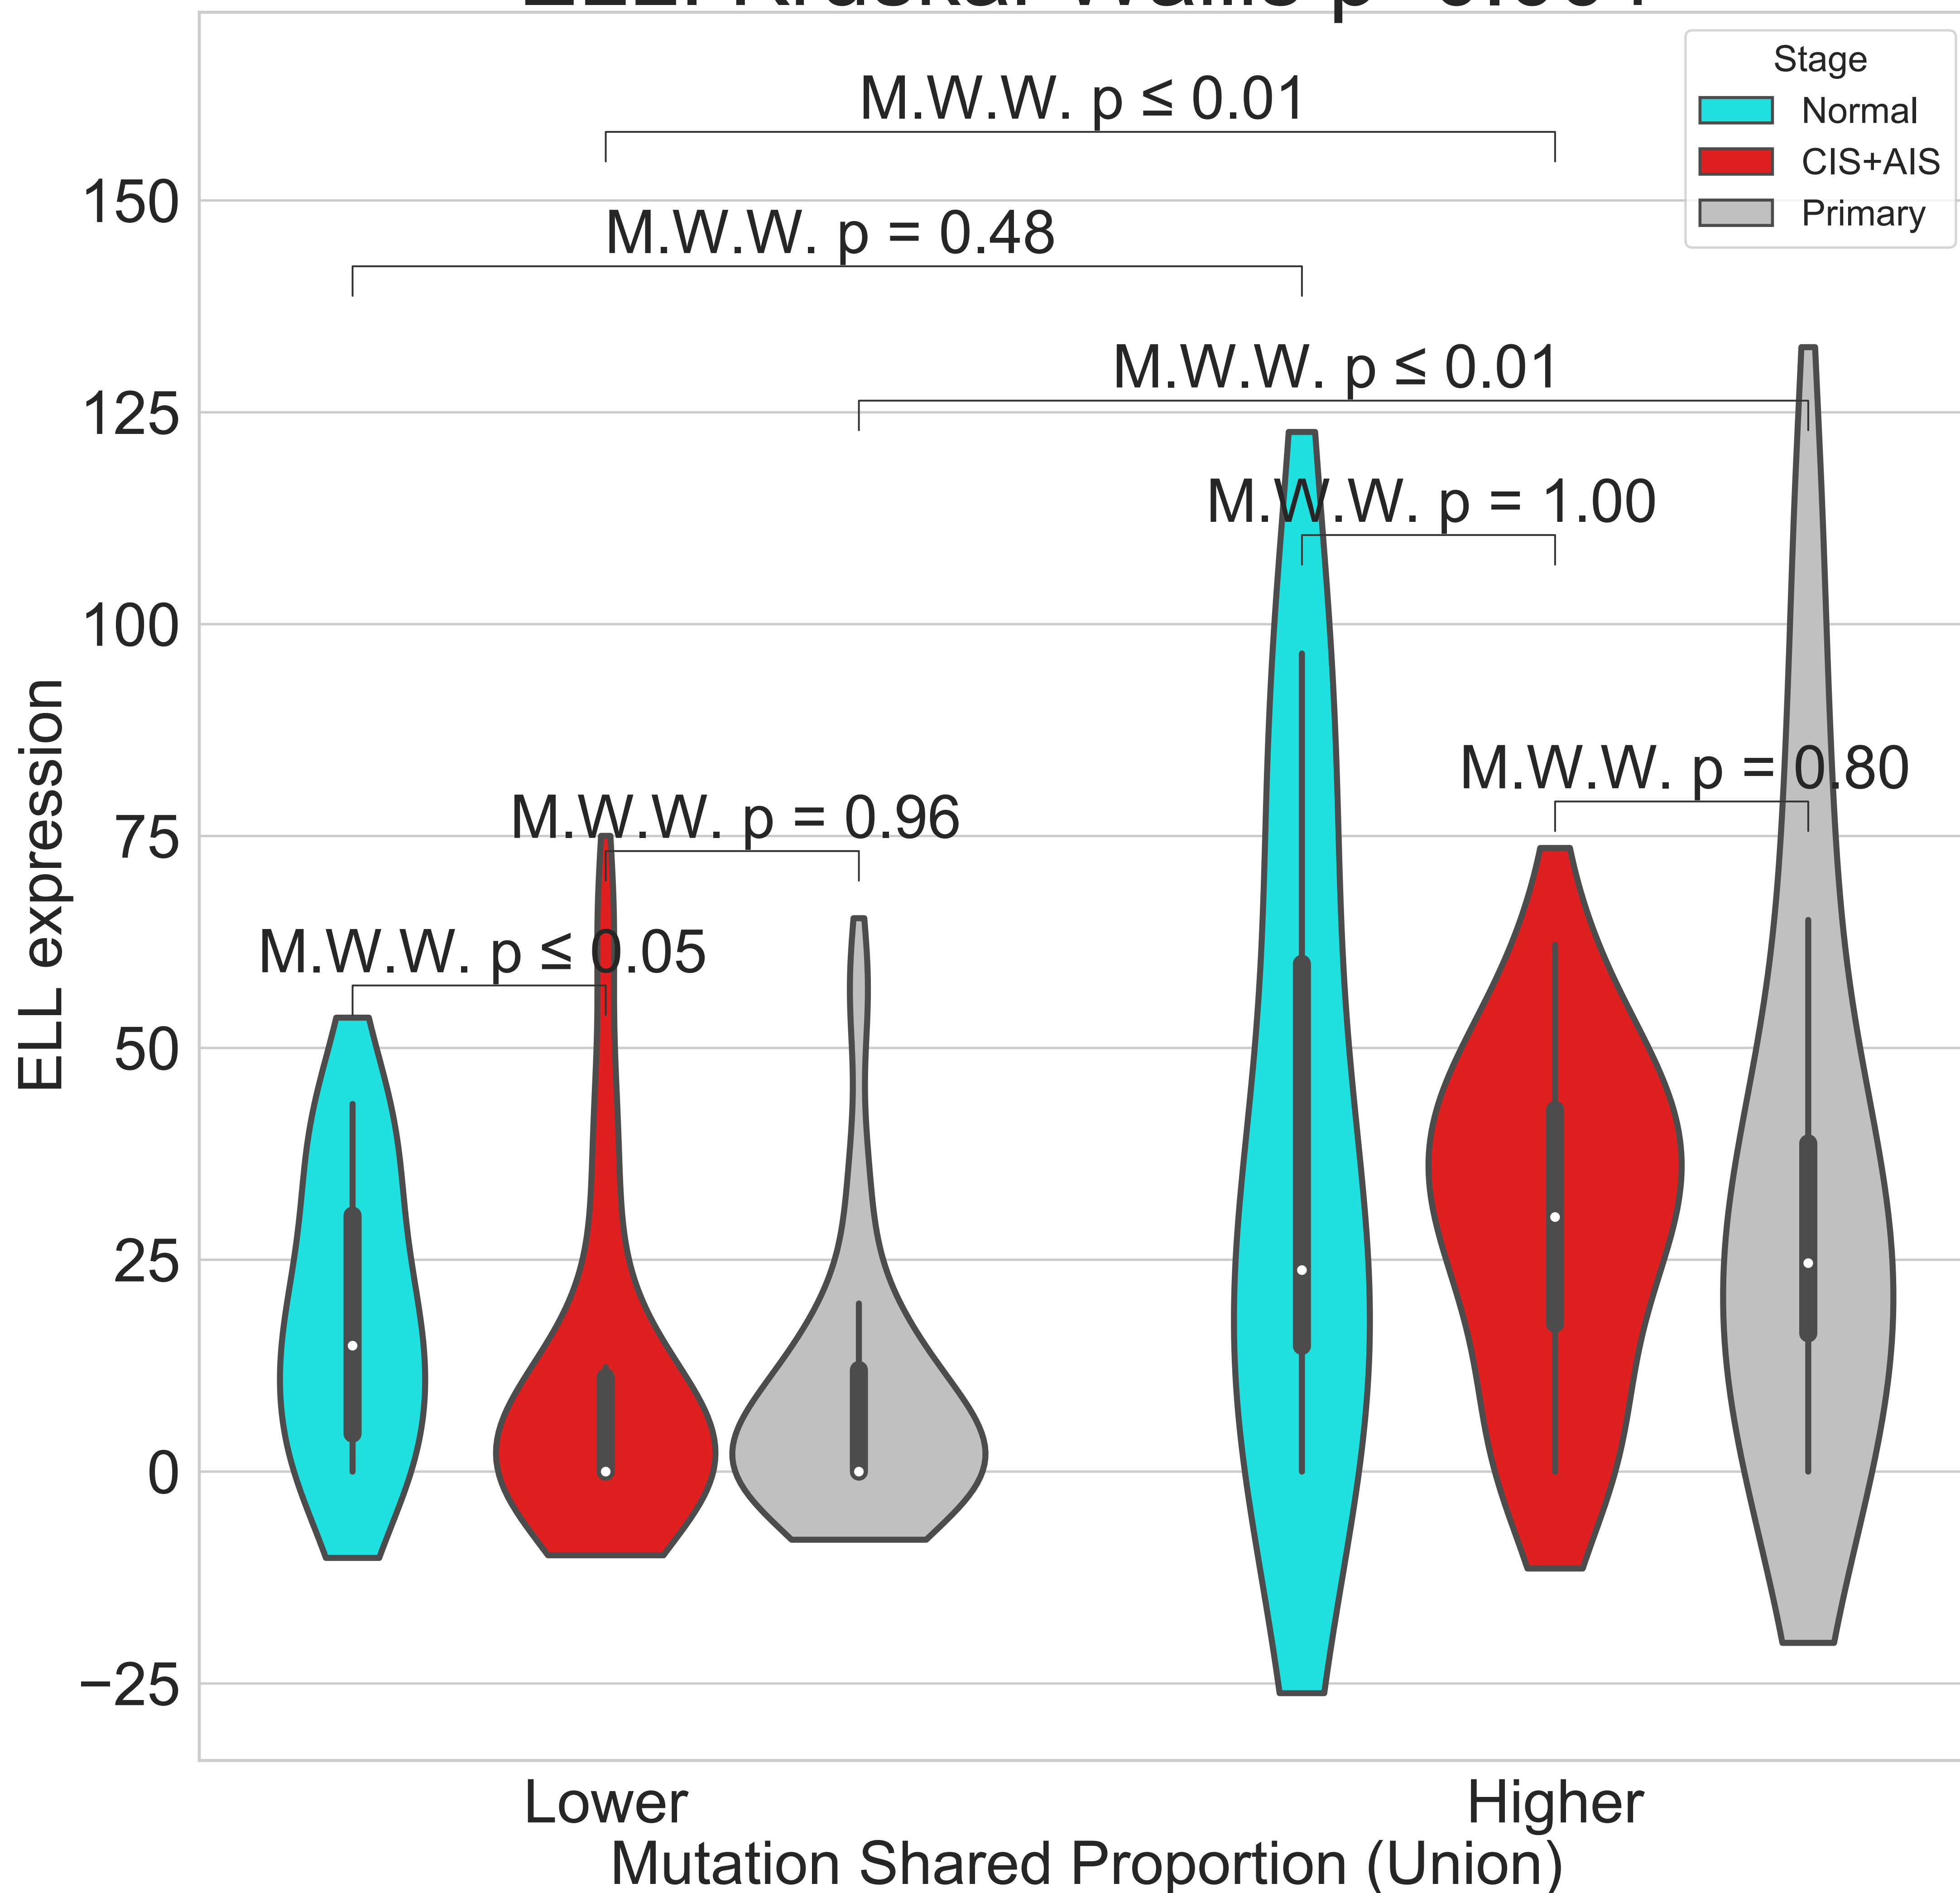 Stage
Normal
CIS+AIS
Primary
M.W.W. p ≤ 0.01
M.W.W. p = 0.48
M.W.W. p ≤ 0.01
M.W.W. p = 1.00
M.W.W. p = 0.80
M.W.W. p = 0.96
M.W.W. p ≤ 0.05
150
125
100
75
50
25
0
−25
ELL expression
Lower
Higher
Mutation Shared Proportion (Union)